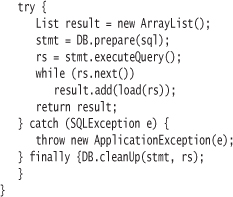 try {
List result = new ArrayList();
stmt = DB.prepare(sql);
rs = stmt.executeQuery();
while (rs.next())
result.add(load(rs));
return result;
} catch (SQLException e) {
throw new ApplicationException(e);
} finally {DB.cleanUp(stmt, rs);
}
}